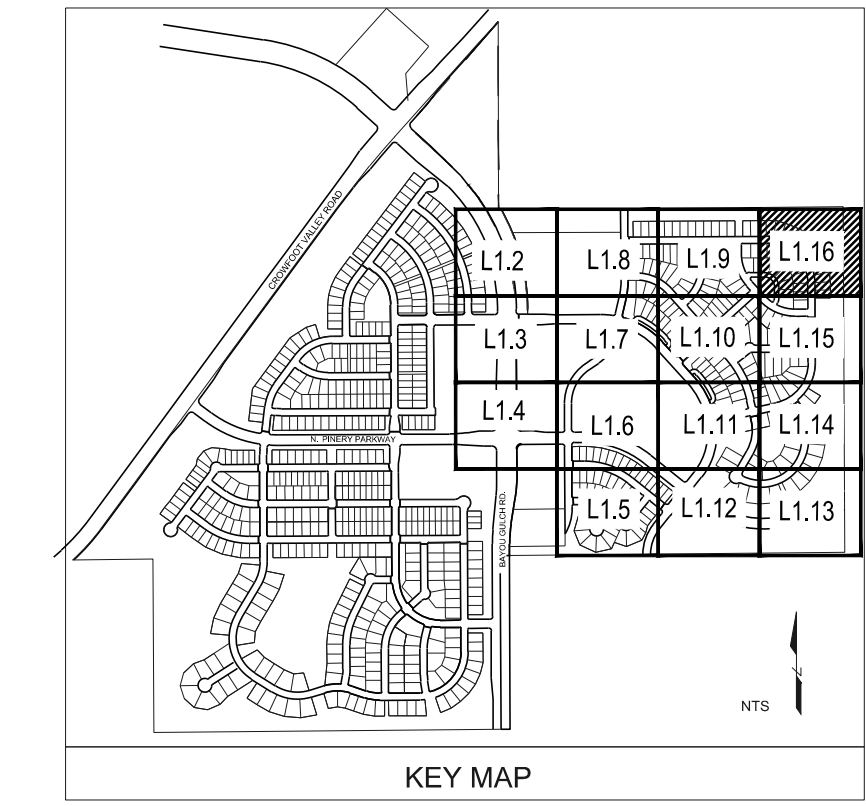 CROWFOOT VALLEY ROAD
L1.2
L1.8
L1.9
L1.16
L1.3
L1.7
L1.10
L1.15
L1.4
L1.6
L1.11
L1.14
N. PINERY PARKWAY
L1.5
L1.12
L1.13
BAYOU GULCH RD.
N
NTS
KEY MAP